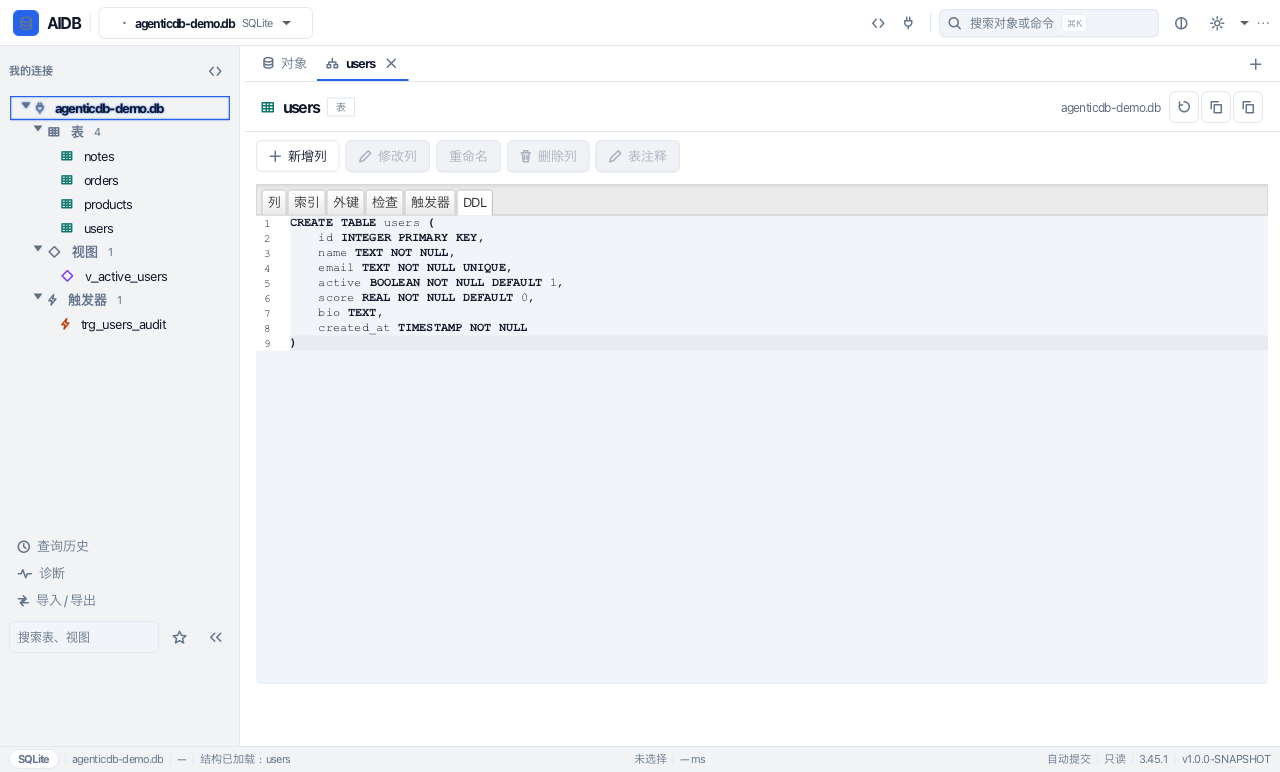 AIDB
agenticdb-demo.db SQLite
搜索对象或命令 ⌘K
我的连接
agenticdb-demo.db
表 4
notes
orders
products
users
视图 1
v_active_users
触发器 1
trg_users_audit
查询历史
诊断
导入/导出
搜索表、视图
对象 users
users 表
agenticdb-demo.db
新增列 修改列 重命名 删除列 表注释
列 索引 外键 检查 触发器 DDL
1 CREATE TABLE users (
2 id INTEGER PRIMARY KEY,
3 name TEXT NOT NULL,
4 email TEXT NOT NULL UNIQUE,
5 active BOOLEAN NOT NULL DEFAULT 1,
6 score REAL NOT NULL DEFAULT 0,
7 bio TEXT,
8 created_at TIMESTAMP NOT NULL
9 )
SQLite agenticdb-demo.db — 结构已加载：users 未选择 — ms 自动提交 只读 3.45.1 v1.0.0-SNAPSHOT